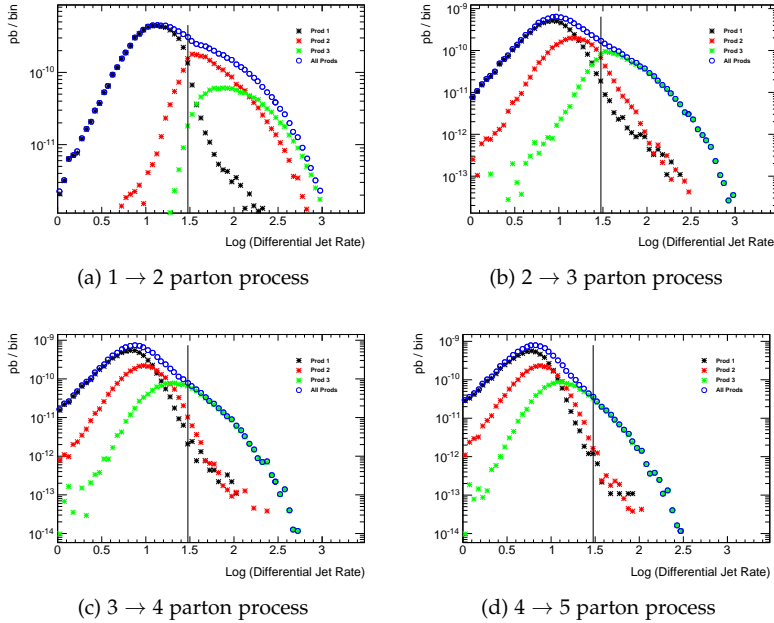 pb / bin
10⁻¹⁰
10⁻¹¹
0 0.5 1 1.5 2 2.5 3
Log (Differential Jet Rate)
Prod 1
Prod 2
Prod 3
All Prods
(a) 1 → 2 parton process
pb / bin
10⁻⁹
10⁻¹⁰
10⁻¹¹
10⁻¹²
10⁻¹³
0 0.5 1 1.5 2 2.5 3
Log (Differential Jet Rate)
Prod 1
Prod 2
Prod 3
All Prods
(b) 2 → 3 parton process
pb / bin
10⁻⁹
10⁻¹⁰
10⁻¹¹
10⁻¹²
10⁻¹³
10⁻¹⁴
0 0.5 1 1.5 2 2.5 3
Log (Differential Jet Rate)
Prod 1
Prod 2
Prod 3
All Prods
(c) 3 → 4 parton process
pb / bin
10⁻⁹
10⁻¹⁰
10⁻¹¹
10⁻¹²
10⁻¹³
10⁻¹⁴
0 0.5 1 1.5 2 2.5 3
Log (Differential Jet Rate)
Prod 1
Prod 2
Prod 3
All Prods
(d) 4 → 5 parton process